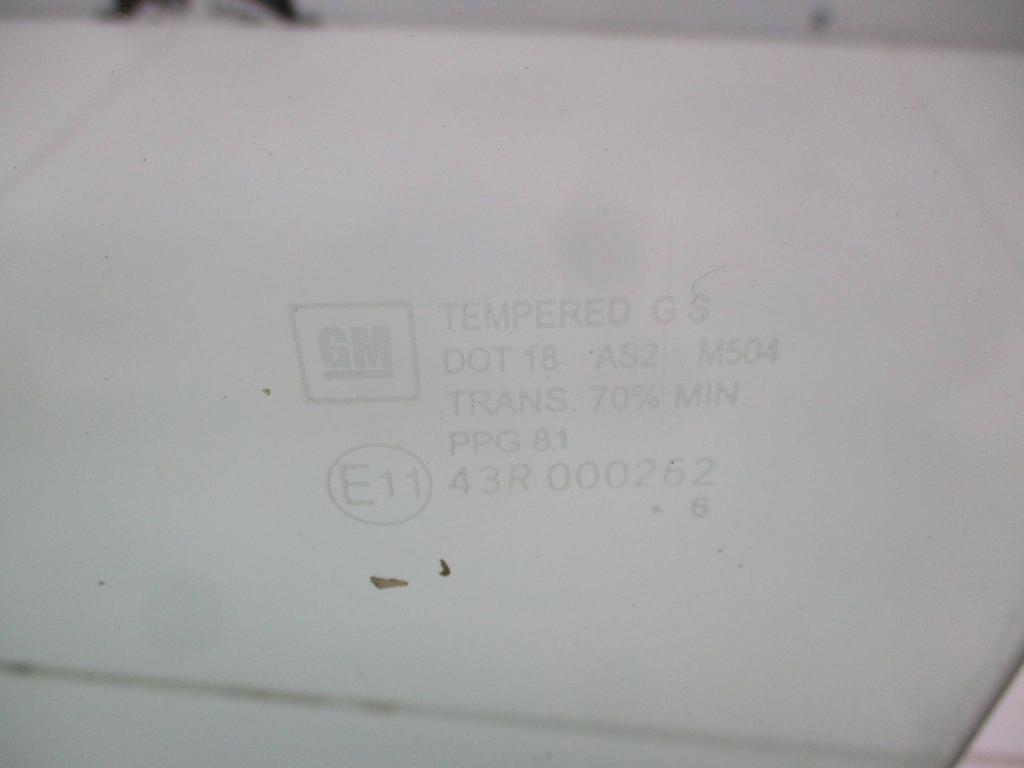 GM
TEMPERED G S
DOT 18 AS2 M504
TRANS. 70% MIN.
PPG 81
E11 43R 000262
. 6